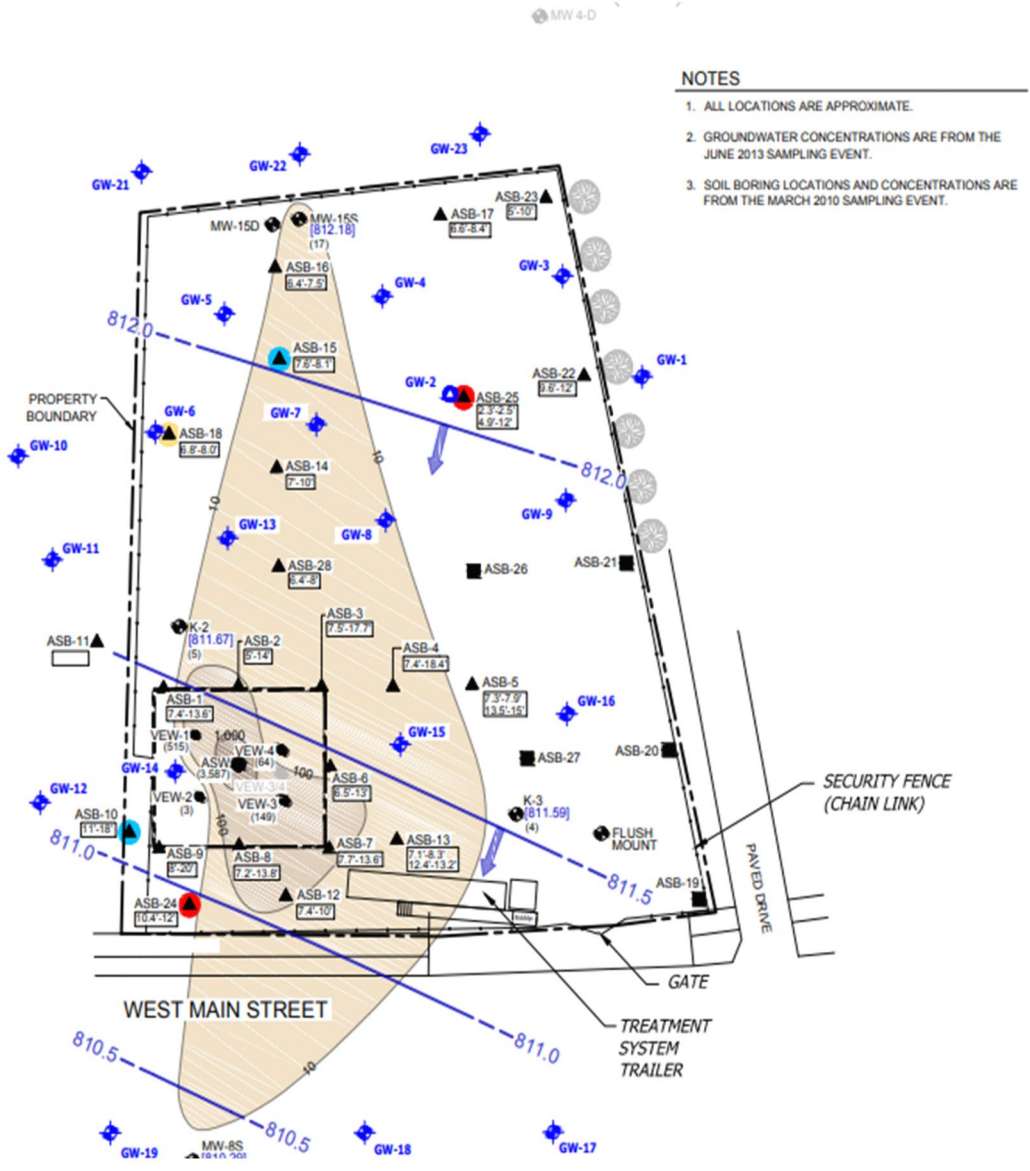 MW 4-D
NOTES
1. ALL LOCATIONS ARE APPROXIMATE.
2. GROUNDWATER CONCENTRATIONS ARE FROM THE
JUNE 2013 SAMPLING EVENT.
3. SOIL BORING LOCATIONS AND CONCENTRATIONS ARE
FROM THE MARCH 2010 SAMPLING EVENT.
GW-23
GW-22
GW-21
ASB-23
5'-10'
ASB-17
6.6'-8.4'
MW-15D
MW-15S
[812.18]
(17)
ASB-16
6.4'-7.5'
GW-3
GW-4
GW-5
812.0
ASB-15
7.6'-8.1'
GW-1
ASB-22
9.6'-12'
GW-2
ASB-25
2.3'-2.5'
4.9'-12'
PROPERTY
BOUNDARY
GW-6
ASB-18
6.8'-8.0'
GW-7
GW-10
10
ASB-14
7'-10'
812.0
10
GW-9
GW-13
GW-8
GW-11
ASB-28
6.4'-8'
ASB-26
ASB-21
ASB-3
7.5'-17.7'
K-2
[811.67]
(5)
ASB-11
ASB-2
5'-14'
ASB-4
7.4'-18.4'
ASB-1
7.4'-13.6'
ASB-5
7.3'-7.9'
13.5'-15'
GW-16
VEW-1
(515)
1,000
GW-15
VEW-4
(64)
ASW
(3,587)
ASB-20
ASB-27
GW-14
100
ASB-6
6.5'-13'
VEW-3/4
VEW-2
(3)
VEW-3
(149)
SECURITY FENCE
(CHAIN LINK)
GW-12
K-3
[811.59]
(4)
ASB-10
11'-18'
100
FLUSH
MOUNT
811.0
ASB-9
8'-20'
ASB-8
7.2'-13.8'
ASB-7
7.7'-13.6'
ASB-13
7.1'-8.3'
12.4'-13.2'
PAVED DRIVE
811.5
ASB-19
ASB-24
10.4'-12'
ASB-12
7.4'-10'
GATE
WEST MAIN STREET
TREATMENT
SYSTEM
TRAILER
810.5
811.0
10
810.5
GW-19
MW-8S
[810.29]
GW-18
GW-17